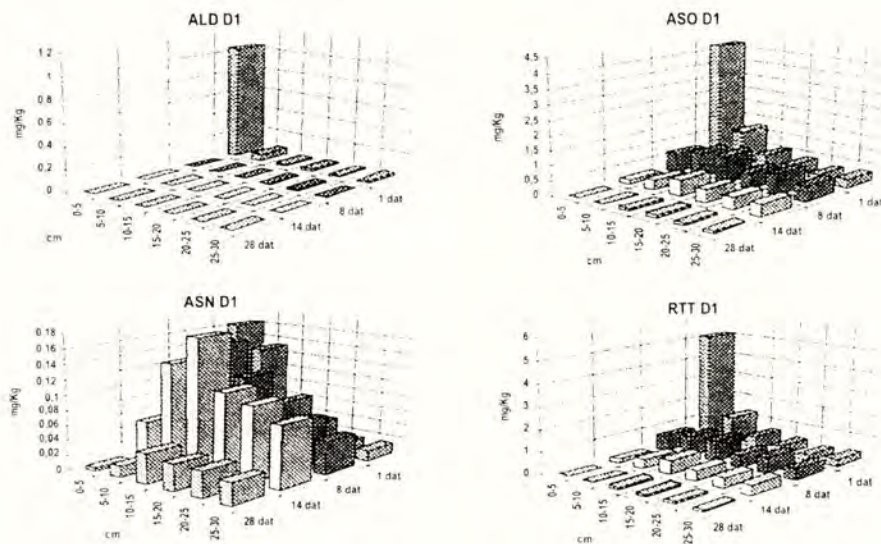 ALD D1
1,2
1
0,8
0,6
0,4
0,2
0
mg/Kg
0-5
5-10
10-15
15-20
20-25
25-30
cm
28 dat
14 dat
8 dat
1 dat
ASO D1
4,5
4
3,5
3
2,5
2
1,5
1
0,5
0
mg/Kg
0-5
5-10
10-15
15-20
20-25
25-30
cm
28 dat
14 dat
8 dat
1 dat
ASN D1
0,18
0,16
0,14
0,12
0,1
0,08
0,06
0,04
0,02
0
mg/Kg
0-5
5-10
10-15
15-20
20-25
25-30
cm
28 dat
14 dat
8 dat
1 dat
RTT D1
6
5
4
3
2
1
0
mg/Kg
0-5
5-10
10-15
15-20
20-25
25-30
cm
28 dat
14 dat
8 dat
1 dat